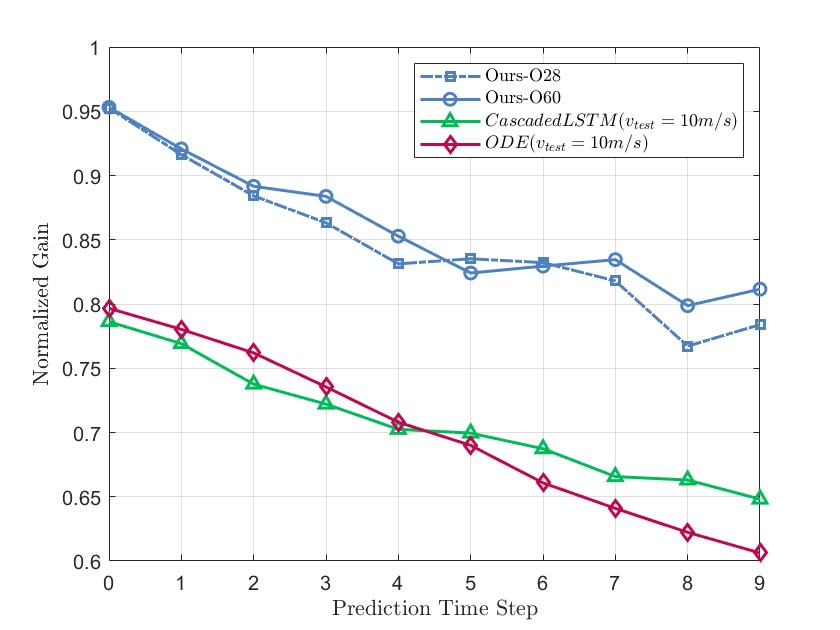 Ours-O28
Ours-O60
CascadedLSTM(v_test = 10m/s)
ODE(v_test = 10m/s)
1
0.95
0.9
0.85
0.8
0.75
0.7
0.65
0.6
Normalized Gain
0 1 2 3 4 5 6 7 8 9
Prediction Time Step